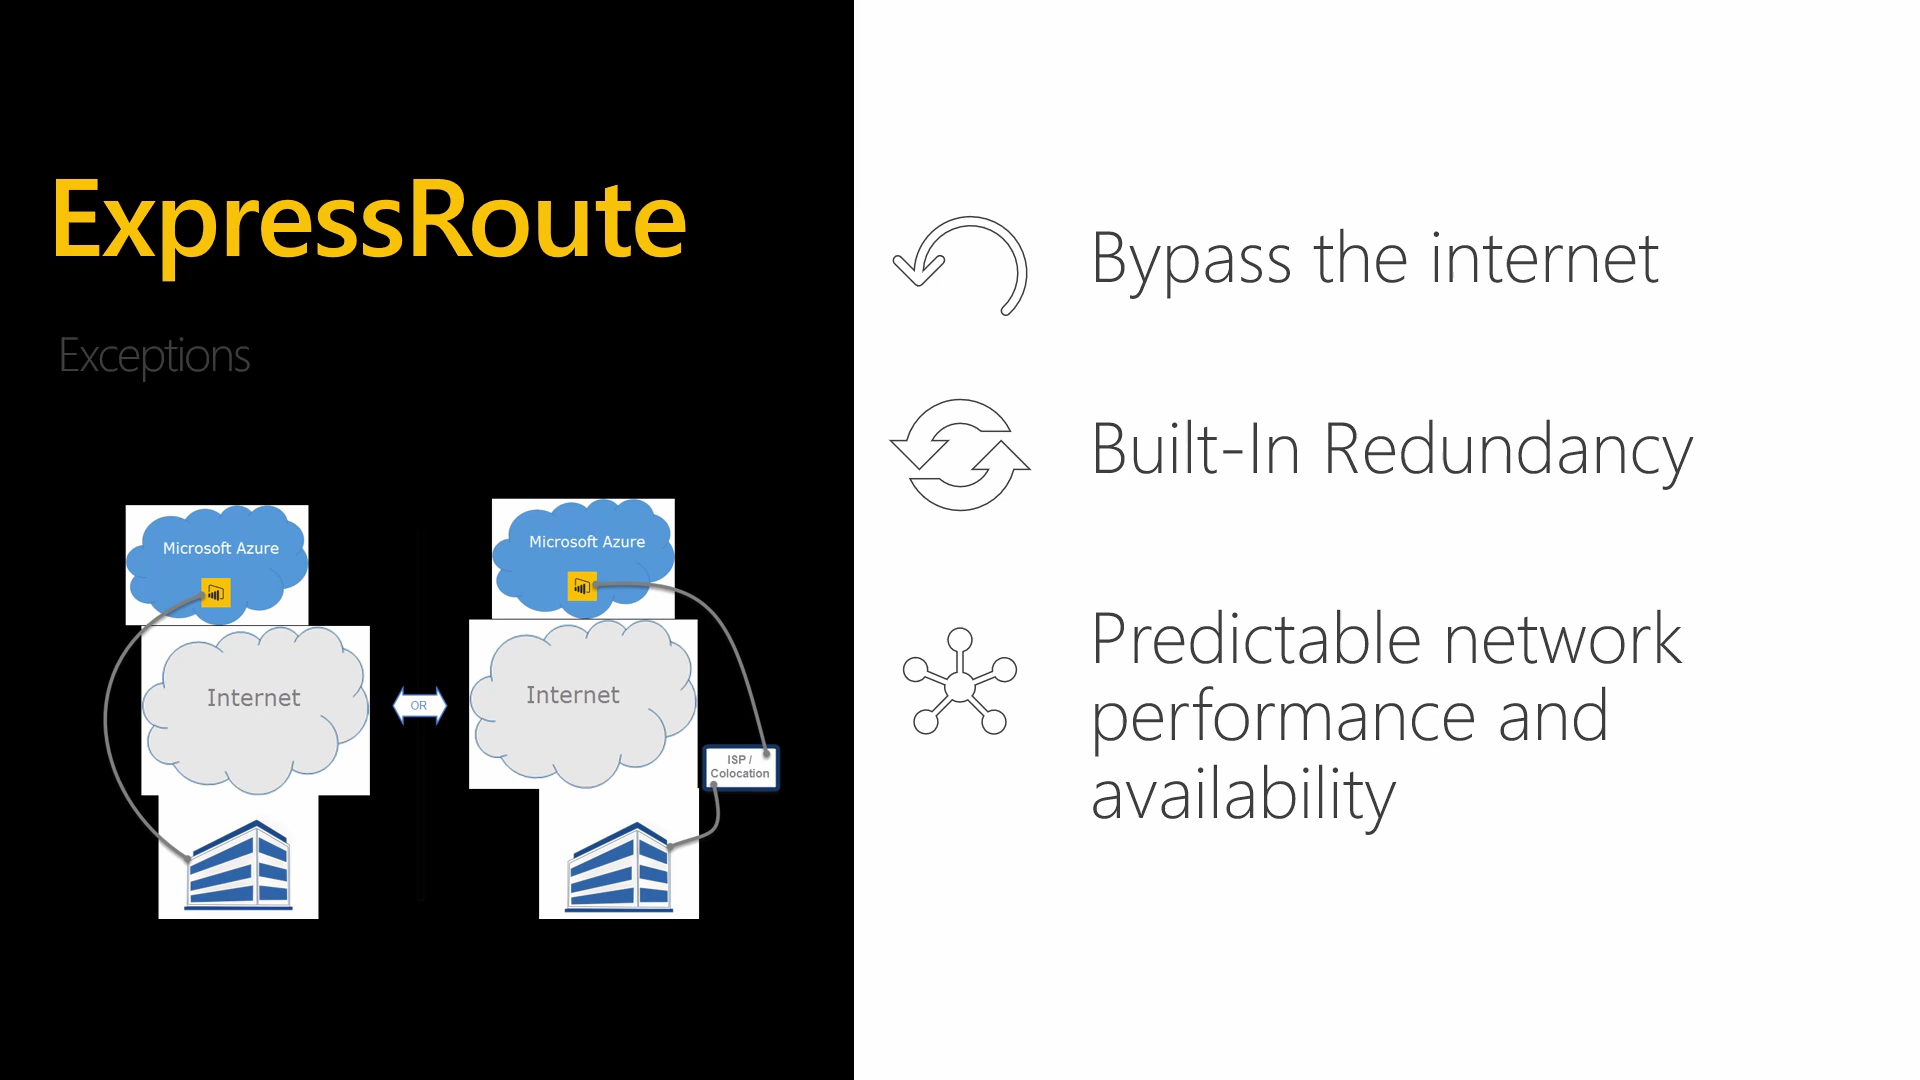 ExpressRoute
Exceptions
Microsoft Azure
Internet
OR
Microsoft Azure
Internet
ISP /
Colocation
Bypass the internet
Built-In Redundancy
Predictable network
performance and
availability